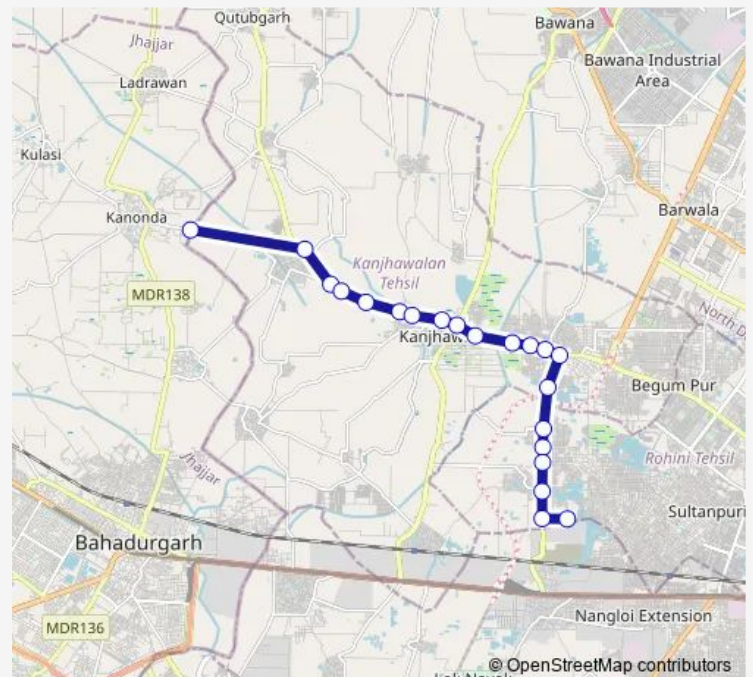 Qutubgarh
Bawana
Jhajjar
Bawana Industrial
Area
Ladrawan
Kulasi
Barwala
Kanonda
Kanjhawalan
Tehsil
MDR138
North D
Kanjhaw
Begum Pur
Jhajjar
Rohini Tehsil
Sultanpuri
Bahadurgarh
Nangloi Extension
MDR136
© OpenStreetMap contributors